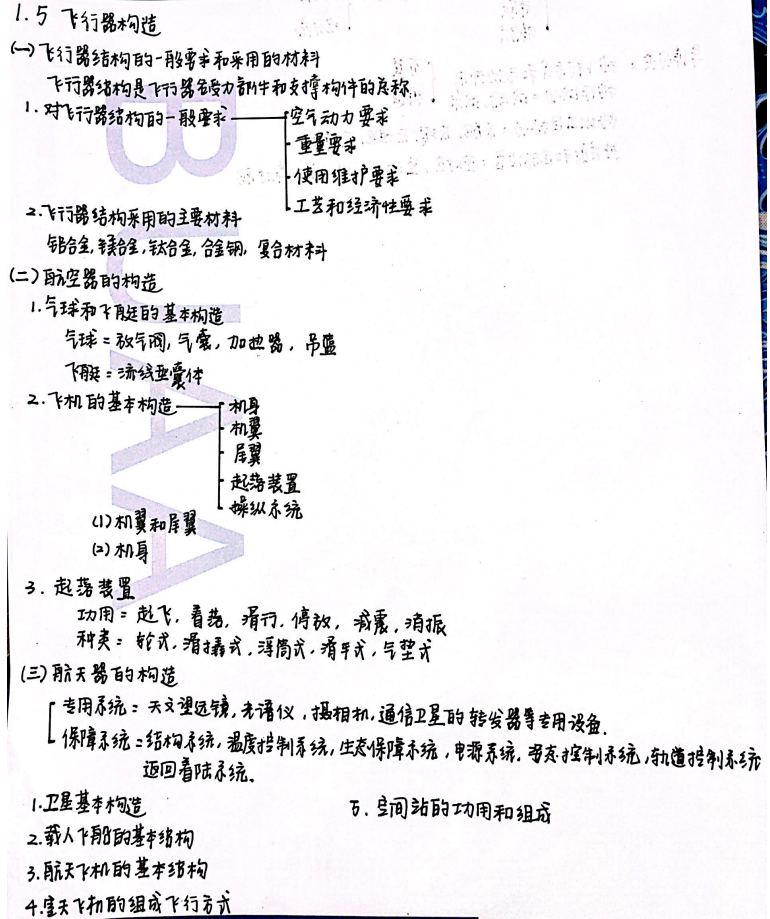 1.5 飞行器构造
(一)飞行器结构的一般要求和采用的材料
飞行器结构是飞行器各受力部件和支撑构件的总称.
1.对飞行器结构的一般要求
空气动力要求
重量要求
使用维护要求
工艺和经济性要求
2.飞行器结构采用的主要材料
铝合金,镁合金,钛合金,合金钢,复合材料
(二)航空器的构造
1.气球和飞艇的基本构造
气球=放气阀,气囊,加热器,吊篮
飞艇=流线型囊体
2.飞机的基本构造
机身
机翼
尾翼
起落装置
操纵系统
(1)机翼和尾翼
(2)机身
3.起落装置
功用=起飞,着落,滑行,停放,减震,消振
种类=轮式,滑撬式,浮筒式,滑平式,气垫式
(三)航天器的构造
专用系统=天文望远镜,光谱仪,摄相机,通信卫星的转发器等专用设备.
保障系统=结构系统,温度控制系统,生态保障系统,电源系统,姿态控制系统,轨道控制系统
返回着陆系统.
1.卫星基本构造
5.空间站的功用和组成
2.载人飞船的基本结构
3.航天飞机的基本结构
4.空天飞机的组成飞行方式
BUAA